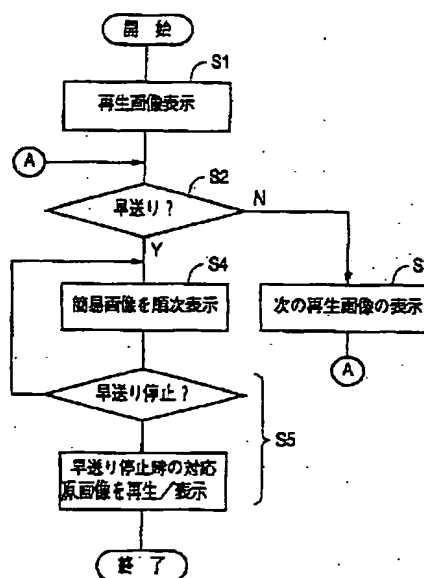 開 始
S1
再生画像表示
A
S2
早送り?
N
Y
S4
簡易画像を順次表示
S
次の再生画像の表示
A
早送り停止?
S5
早送り停止時の対応
原画像を再生/表示
終 了